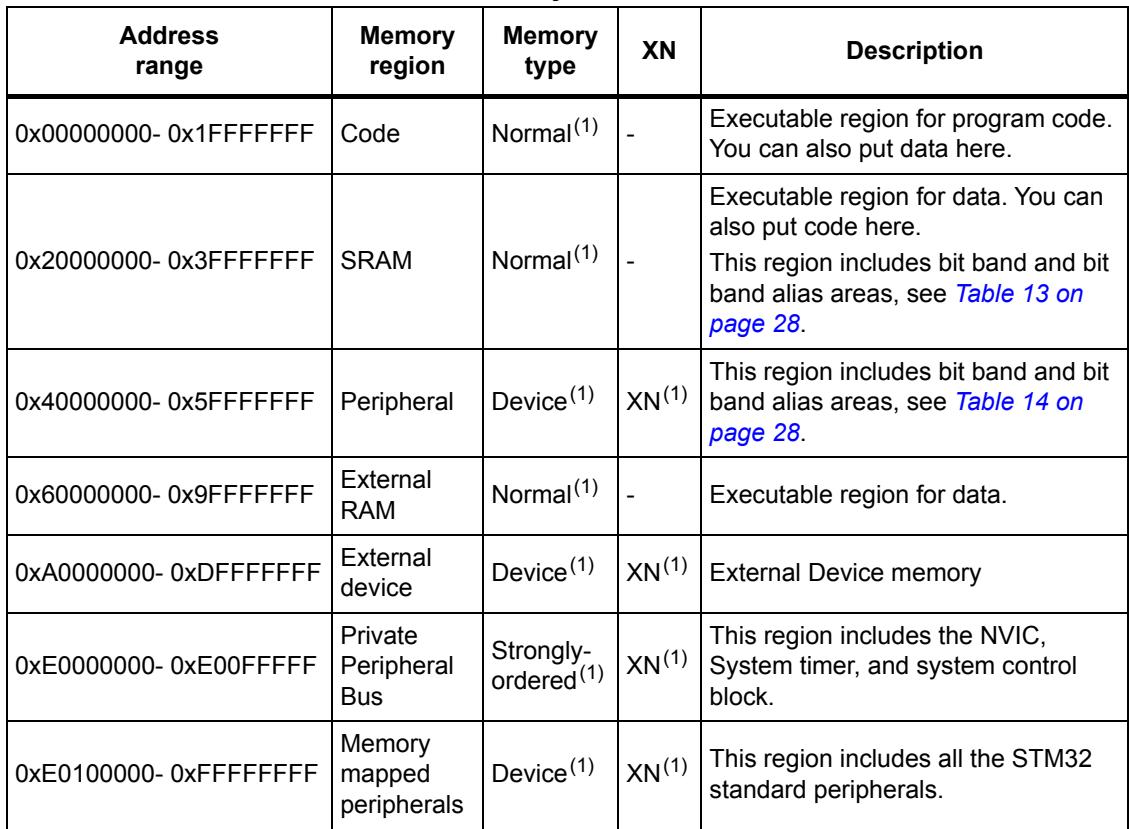 Address range
Memory region
Memory type
XN
Description
0x00000000- 0x1FFFFFFF
Code
Normal(1)
-
Executable region for program code.
You can also put data here.
0x20000000- 0x3FFFFFFF
SRAM
Normal(1)
-
Executable region for data. You can
also put code here.
This region includes bit band and bit
band alias areas, see Table 13 on
page 28.
0x40000000- 0x5FFFFFFF
Peripheral
Device(1)
XN(1)
This region includes bit band and bit
band alias areas, see Table 14 on
page 28.
0x60000000- 0x9FFFFFFF
External
RAM
Normal(1)
-
Executable region for data.
0xA0000000- 0xDFFFFFFF
External
device
Device(1)
XN(1)
External Device memory
0xE0000000- 0xE00FFFFF
Private
Peripheral
Bus
Strongly-
ordered(1)
XN(1)
This region includes the NVIC,
System timer, and system control
block.
0xE0100000- 0xFFFFFFFF
Memory
mapped
peripherals
Device(1)
XN(1)
This region includes all the STM32
standard peripherals.